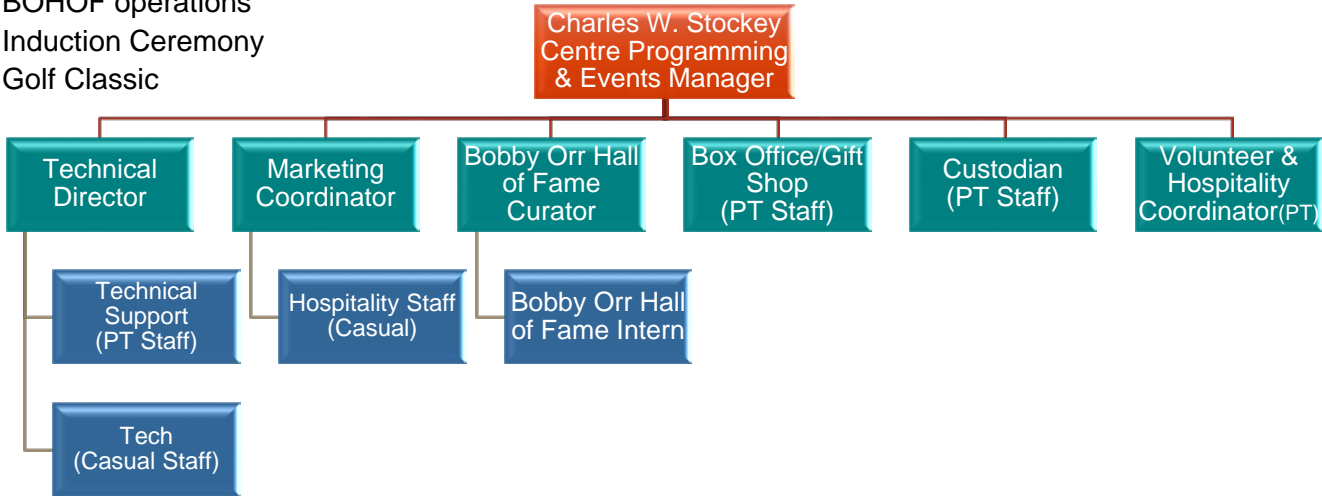 BOHOF operations
Induction Ceremony
Golf Classic
Charles W. Stockey
Centre Programming
& Events Manager
Technical
Director
Marketing
Coordinator
Bobby Orr Hall
of Fame
Curator
Box Office/Gift
Shop
(PT Staff)
Custodian
(PT Staff)
Volunteer &
Hospitality
Coordinator(PT)
Technical
Support
(PT Staff)
Hospitality Staff
(Casual)
Bobby Orr Hall
of Fame Intern
Tech
(Casual Staff)